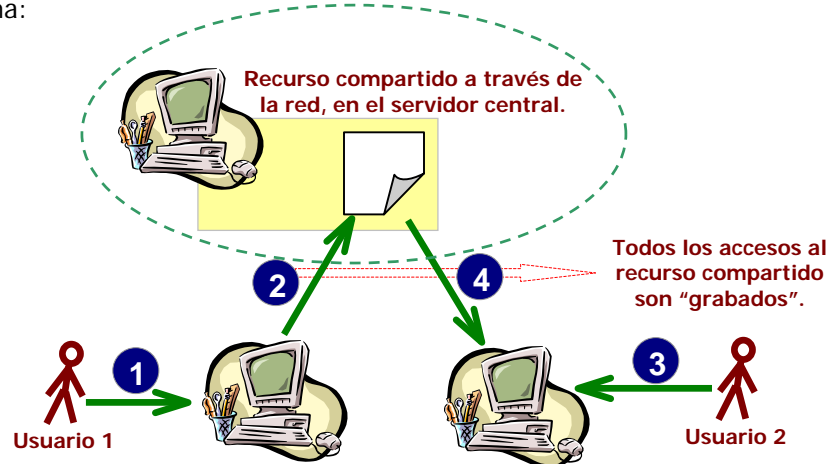 na:
Recurso compartido a través de
la red, en el servidor central.
Todos los accesos al
recurso compartido
son “grabados”.
2
4
1
3
Usuario 1
Usuario 2